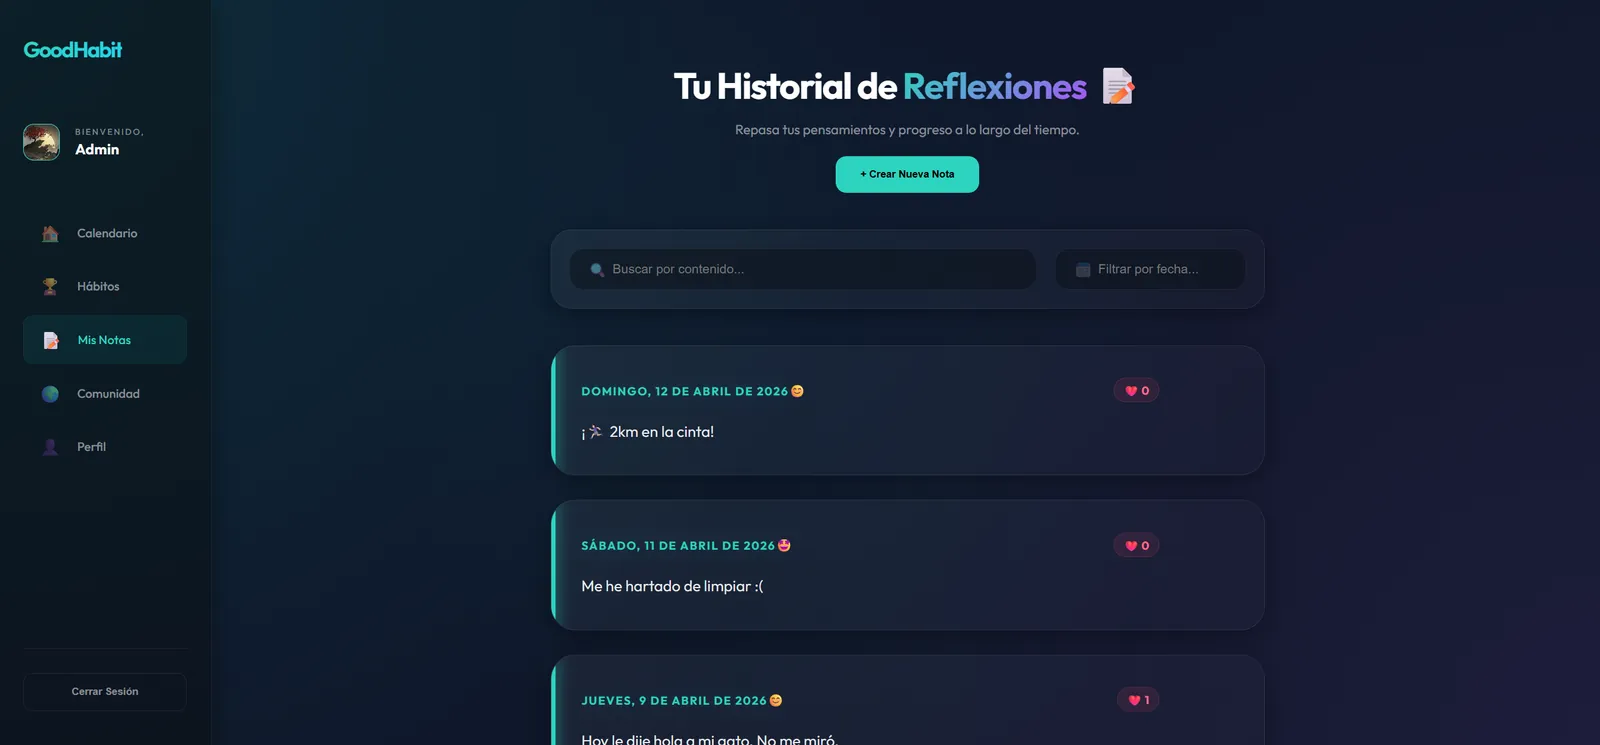 GoodHabit
BIENVENIDO,
Admin
Calendario
Hábitos
Mis Notas
Comunidad
Perfil
Cerrar Sesión
Tu Historial de Reflexiones 📝
Repasa tus pensamientos y progreso a lo largo del tiempo.
+ Crear Nueva Nota
Buscar por contenido...
Filtrar por fecha...
DOMINGO, 12 DE ABRIL DE 2026 😊
0
¡🏃 2km en la cinta!
SÁBADO, 11 DE ABRIL DE 2026 🤩
0
Me he hartado de limpiar :(
JUEVES, 9 DE ABRIL DE 2026 😊
1
Hoy le dije hola a mi gato. No me miró.